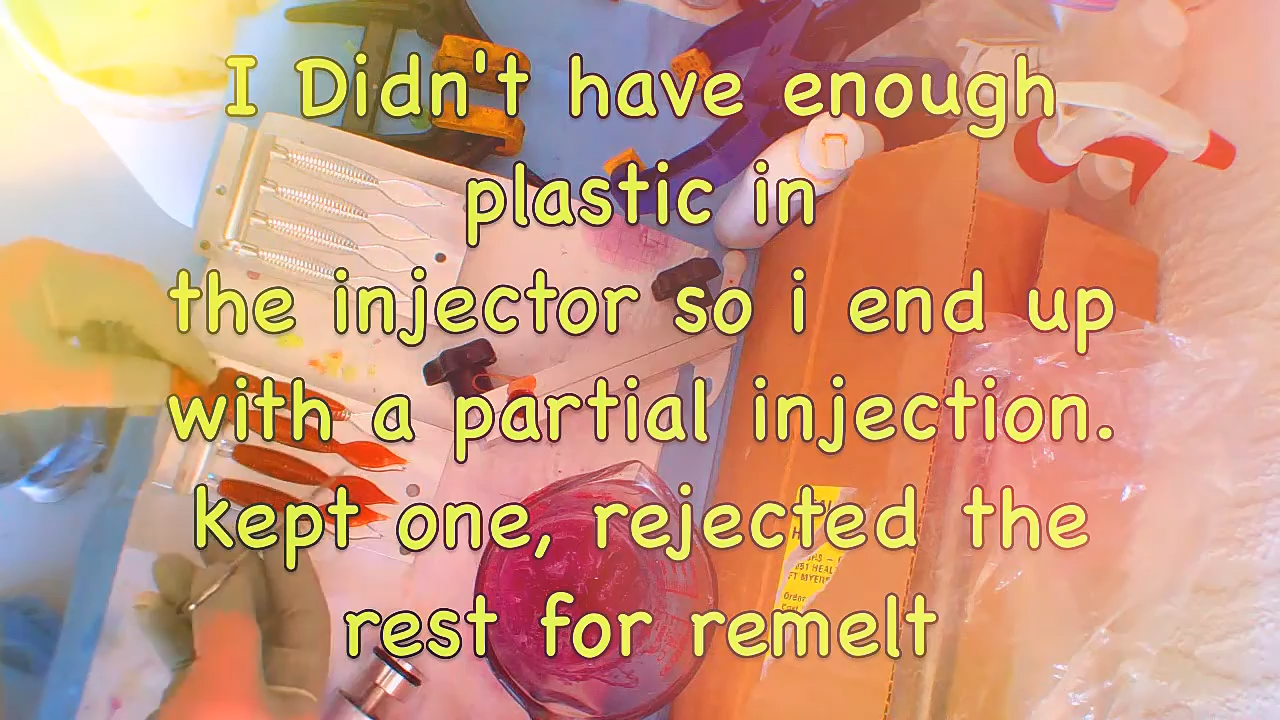 I Didn't have enough
plastic in
the injector so i end up
with a partial injection.
kept one, rejected the
rest for remelt